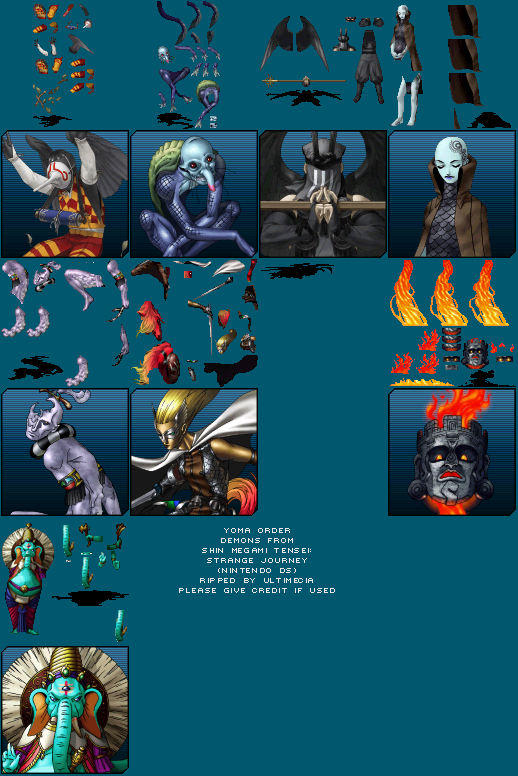 YOMA ORDER
DEMONS FROM
SHIN MEGAMI TENSEI:
STRANGE JOURNEY
(NINTENDO DS)
RIPPED BY ULTIMECIA
PLEASE GIVE CREDIT IF USED